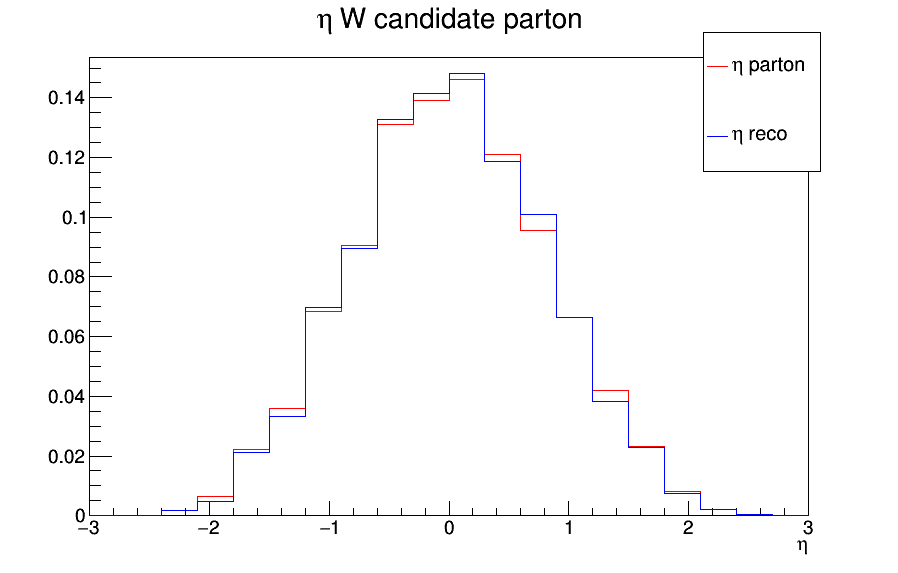 η W candidate parton
η parton
η reco
0.14
0.12
0.1
0.08
0.06
0.04
0.02
0
−3 −2 −1 0 1 2 3
η